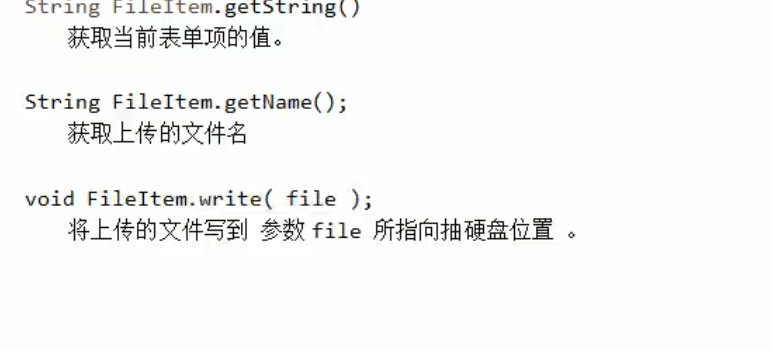 String FileItem.getString()
获取当前表单项的值。
String FileItem.getName();
获取上传的文件名
void FileItem.write( file );
将上传的文件写到 参数 file 所指向抽硬盘位置 。